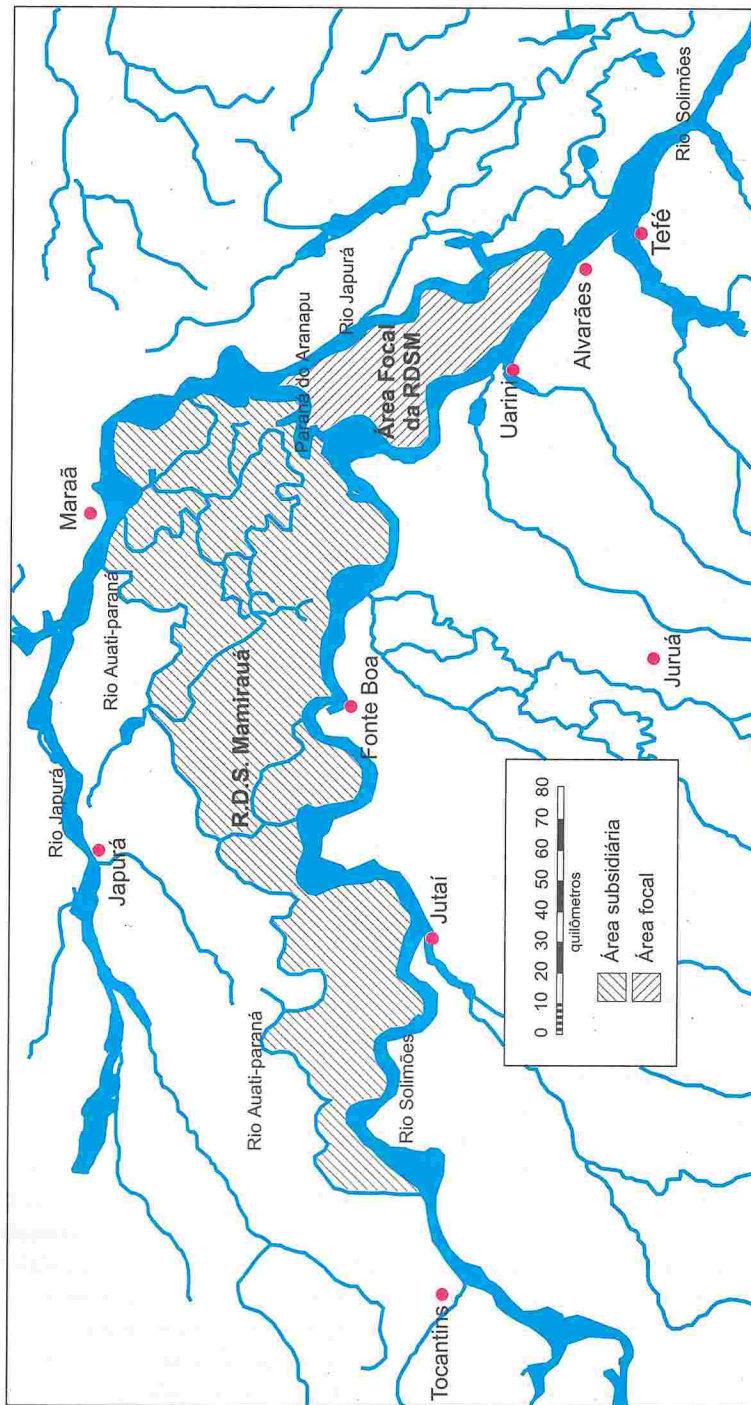 Maraã
Rio Japurá
Japurá
Rio Auati-paraná
R.D.S. Mamirauá
Paraná do Aranapu
Rio Japurá
Rio Auati-paraná
Área Focal
da RDSM
Fonte Boa
Rio Solimões
Jutaí
Tocantins
Uarini
Alvarães
Tefé
Rio Solimões
Juruá
0 10 20 30 40 50 60 70 80
quilômetros
Área subsidiária
Área focal